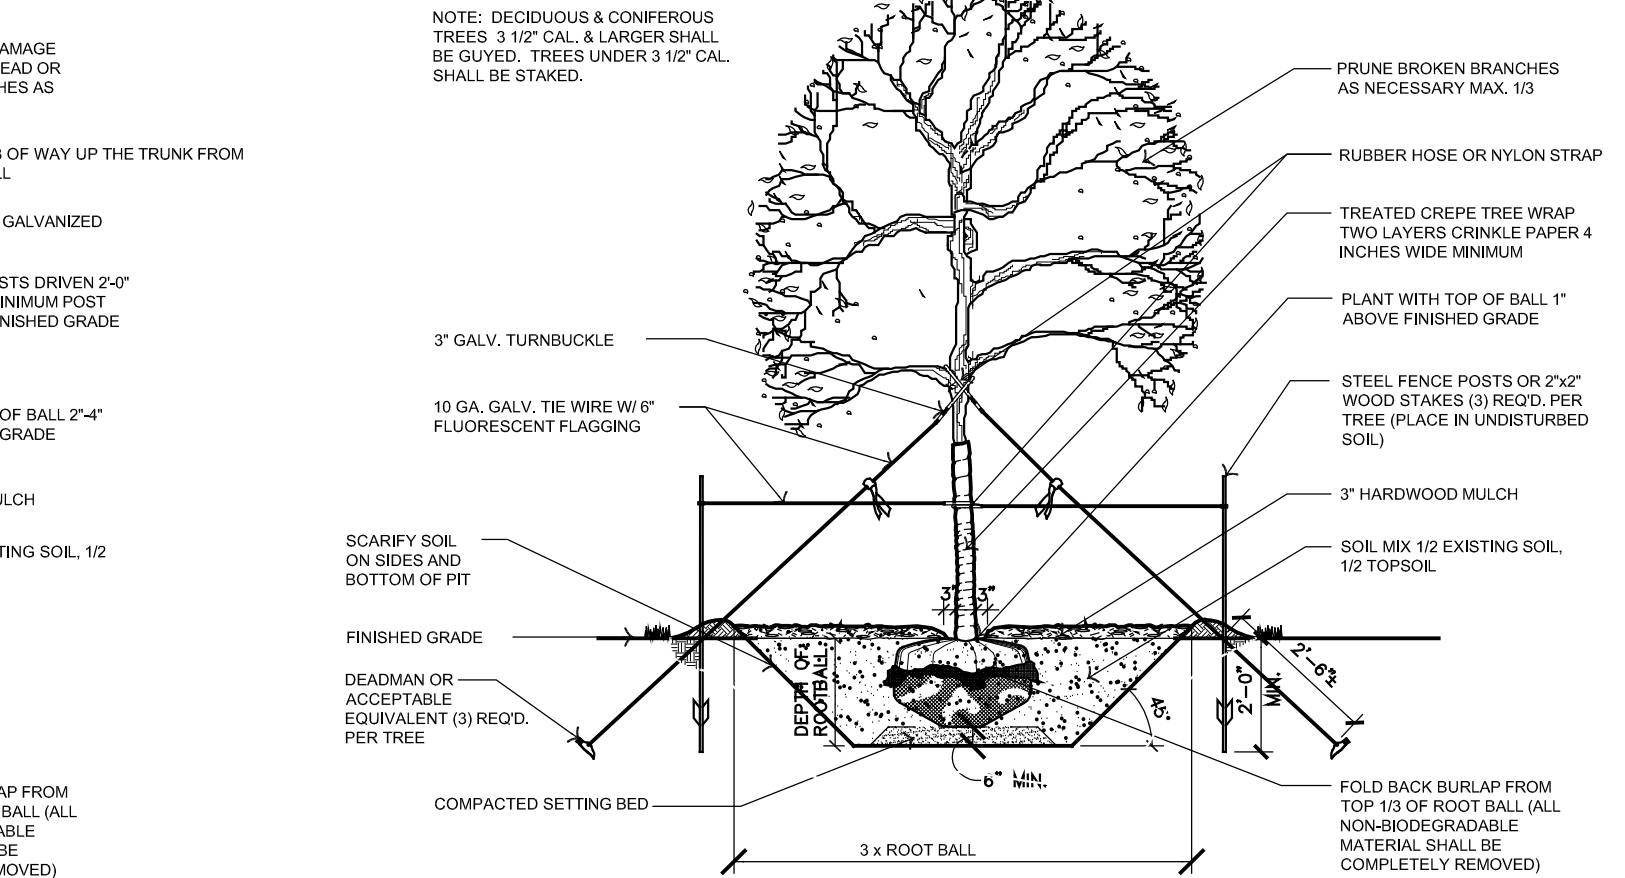 AMAGE
EAD OR
HES AS
OF WAY UP THE TRUNK FROM
LL
GALVANIZED
STS DRIVEN 2'-0"
INIMUM POST
NISHED GRADE
OF BALL 2"-4"
GRADE
ULCH
TING SOIL, 1/2
AP FROM
BALL (ALL
ABLE
BE
MOVED)
NOTE: DECIDUOUS & CONIFEROUS
TREES 3 1/2" CAL. & LARGER SHALL
BE GUYED. TREES UNDER 3 1/2" CAL.
SHALL BE STAKED.
3" GALV. TURNBUCKLE
10 GA. GALV. TIE WIRE W/ 6"
FLUORESCENT FLAGGING
SCARIFY SOIL
ON SIDES AND
BOTTOM OF PIT
FINISHED GRADE
DEADMAN OR
ACCEPTABLE
EQUIVALENT (3) REQ'D.
PER TREE
COMPACTED SETTING BED
3"
3"
DEPTH OF
ROOTBALL
6" MIN.
3 x ROOT BALL
45°
2'-0"
MIN.
2'-6"±
PRUNE BROKEN BRANCHES
AS NECESSARY MAX. 1/3
RUBBER HOSE OR NYLON STRAP
TREATED CREPE TREE WRAP
TWO LAYERS CRINKLE PAPER 4
INCHES WIDE MINIMUM
PLANT WITH TOP OF BALL 1"
ABOVE FINISHED GRADE
STEEL FENCE POSTS OR 2"x2"
WOOD STAKES (3) REQ'D. PER
TREE (PLACE IN UNDISTURBED
SOIL)
3" HARDWOOD MULCH
SOIL MIX 1/2 EXISTING SOIL,
1/2 TOPSOIL
FOLD BACK BURLAP FROM
TOP 1/3 OF ROOT BALL (ALL
NON-BIODEGRADABLE
MATERIAL SHALL BE
COMPLETELY REMOVED)